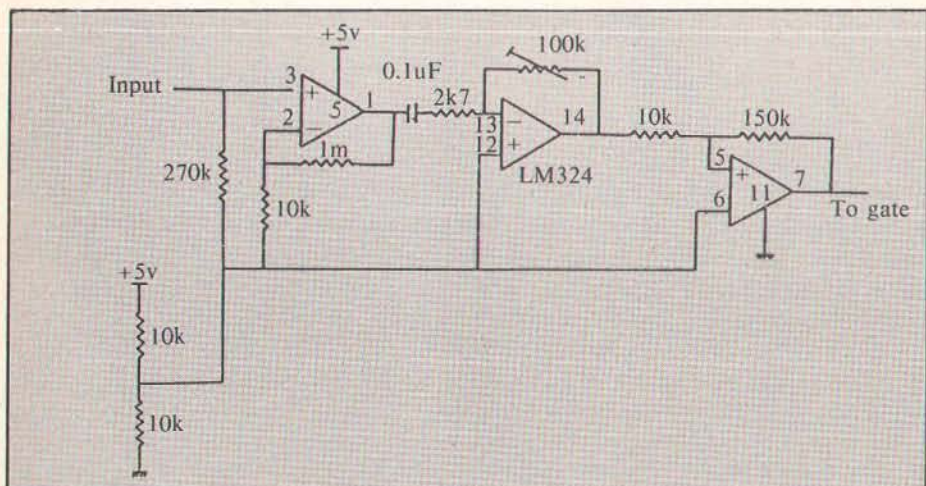 +5v
100k
0.1uF
Input
3
+
5
1
2k7
2
−
13
−
14
10k
150k
1m
12
+
5
+
270k
LM324
11
7
10k
6
To gate
+5v
10k
10k